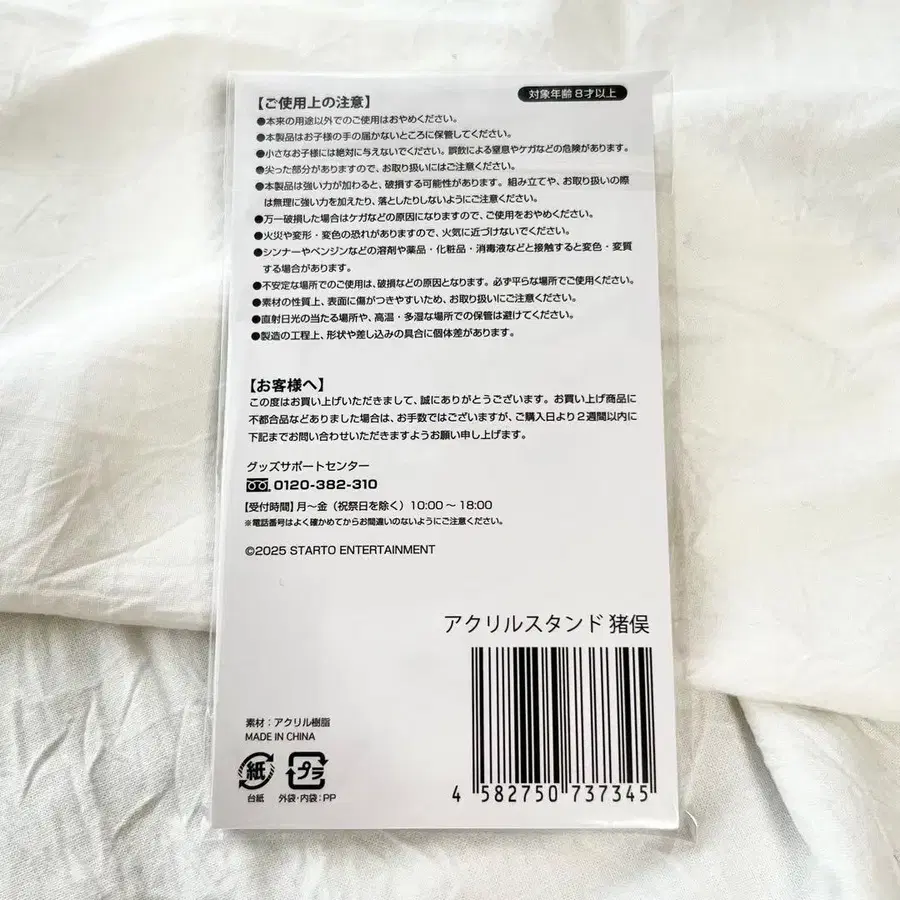 対象年齢 8才以上
【ご使用上の注意】
●本来の用途以外でのご使用はおやめください。
●本製品はお子様の手の届かないところに保管してください。
●小さなお子様には絶対に与えないでください。誤飲による窒息やケガなどの危険があります。
●尖った部分がありますので、お取り扱いにはご注意ください。
●本製品は強い力が加わると、破損する可能性があります。組み立てや、お取り扱いの際
は無理に強い力を加えたり、落としたりしないようにご注意ください。
●万一破損した場合はケガなどの原因になりますので、ご使用をおやめください。
●火災や変形・変色の恐れがありますので、火気に近づけないでください。
●シンナーやベンジンなどの溶剤や薬品・化粧品・消毒液などと接触すると変色・変質
する場合があります。
●不安定な場所でのご使用は、破損などの原因となります。必ず平らな場所でご使用ください。
●素材の性質上、表面に傷がつきやすいため、お取り扱いにご注意ください。
●直射日光の当たる場所や、高温・多湿な場所での保管は避けてください。
●製造の工程上、形状や差し込みの具合に個体差があります。
【お客様へ】
この度はお買い上げいただきまして、誠にありがとうございます。お買い上げ商品に
不都合品などありました場合は、お手数ではございますが、ご購入日より2週間以内に
下記までお問い合わせいただきますようお願い申し上げます。
グッズサポートセンター
0120-382-310
【受付時間】月〜金（祝祭日を除く）10:00〜18:00
※電話番号はよく確かめてからお間違いのないようにご注意ください。
©2025 STARTO ENTERTAINMENT
アクリルスタンド 猪俣
素材：アクリル樹脂
MADE IN CHINA
紙
プラ
台紙
外袋・内袋：PP
4 582750 737345